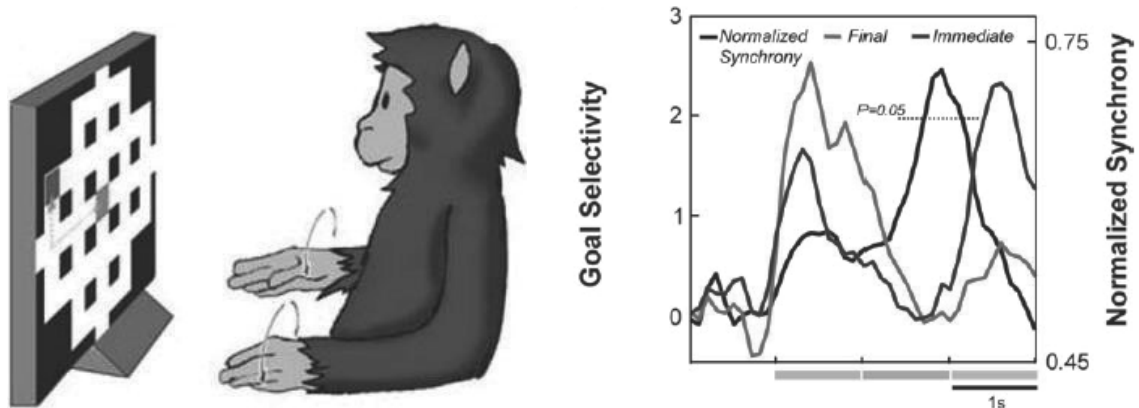 3
2
1
0
Goal Selectivity
Normalized
Synchrony
Final
Immediate
P=0.05
0.75
0.45
Normalized Synchrony
1s